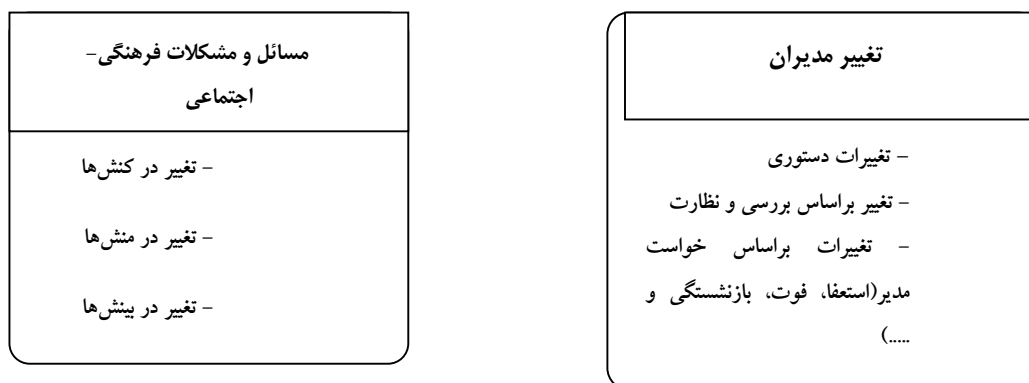 تغییر مدیران
- تغییرات دستوری
- تغییر براساس بررسی و نظارت
- تغییرات براساس خواست
مدیر(استعفا، فوت، بازنشستگی و
.....)
مسائل و مشکلات فرهنگی-
اجتماعی
- تغییر در کنش‌ها
- تغییر در منش‌ها
- تغییر در بینش‌ها